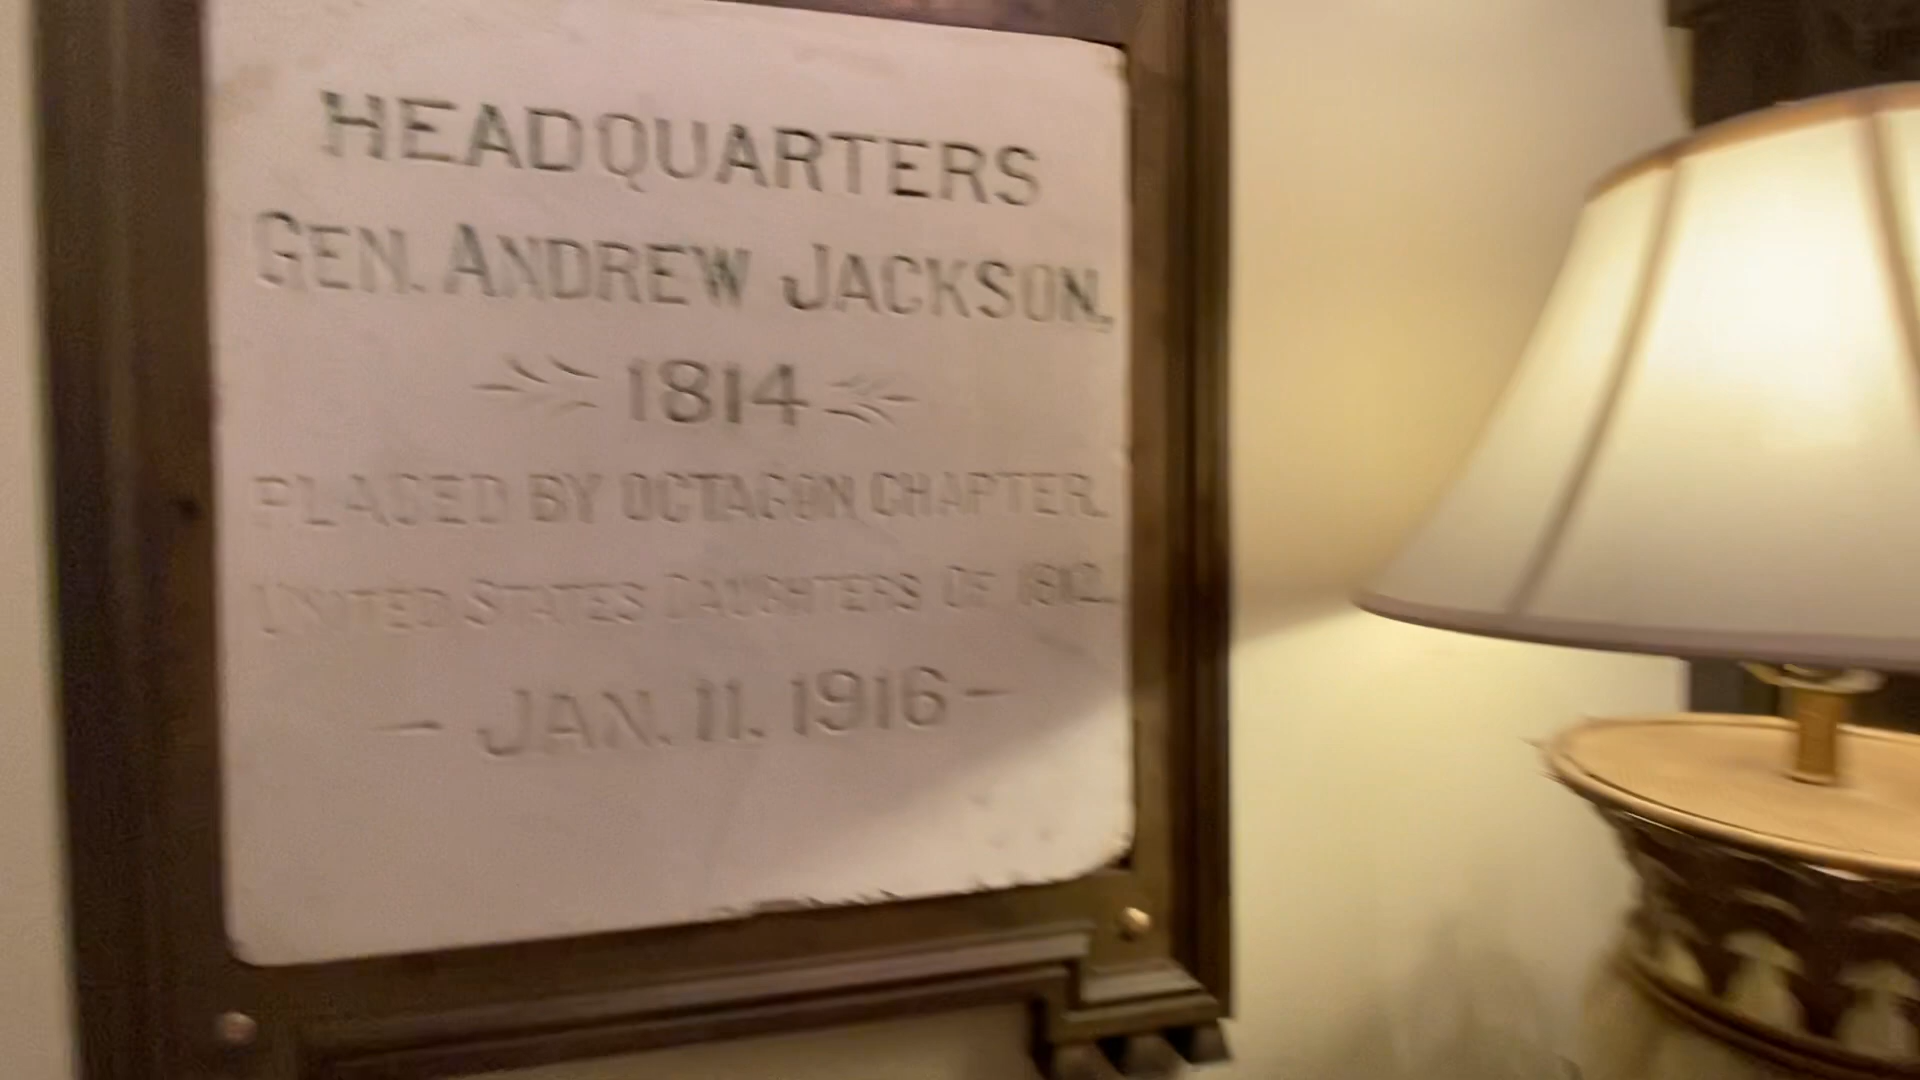 HEADQUARTERS
GEN. ANDREW JACKSON,
1814
PLACED BY OCTAGON CHAPTER,
UNITED STATES DAUGHTERS OF 1812.
— JAN. 11. 1916 —